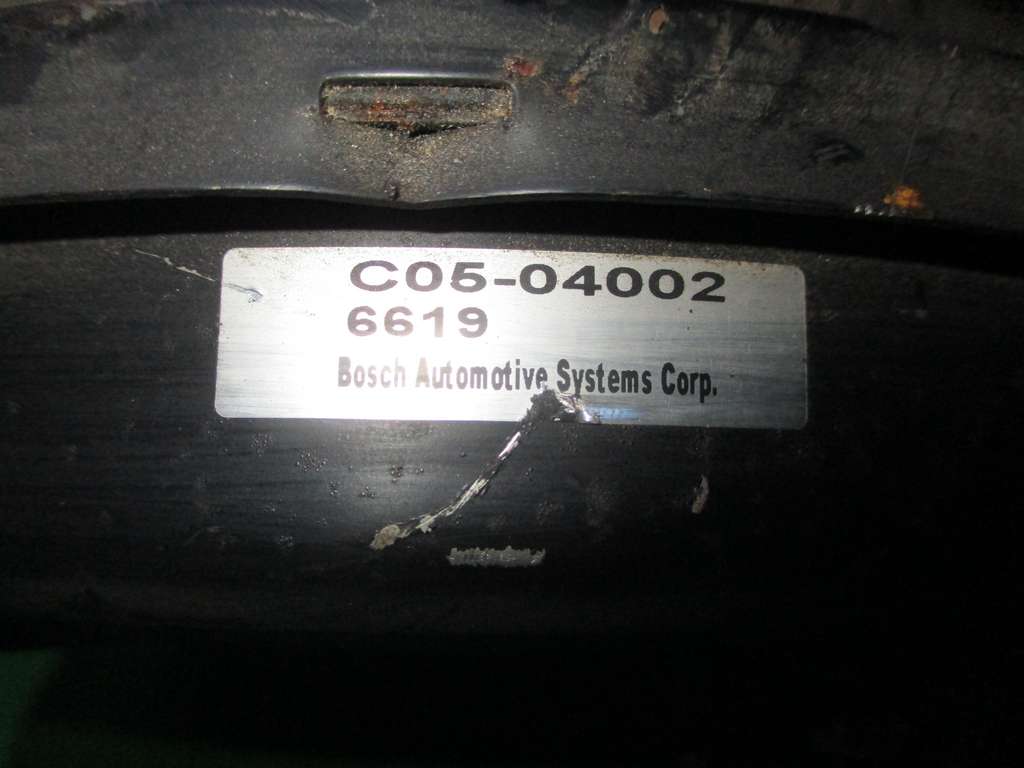 C05-04002
6619
Bosch Automotive Systems Corp.